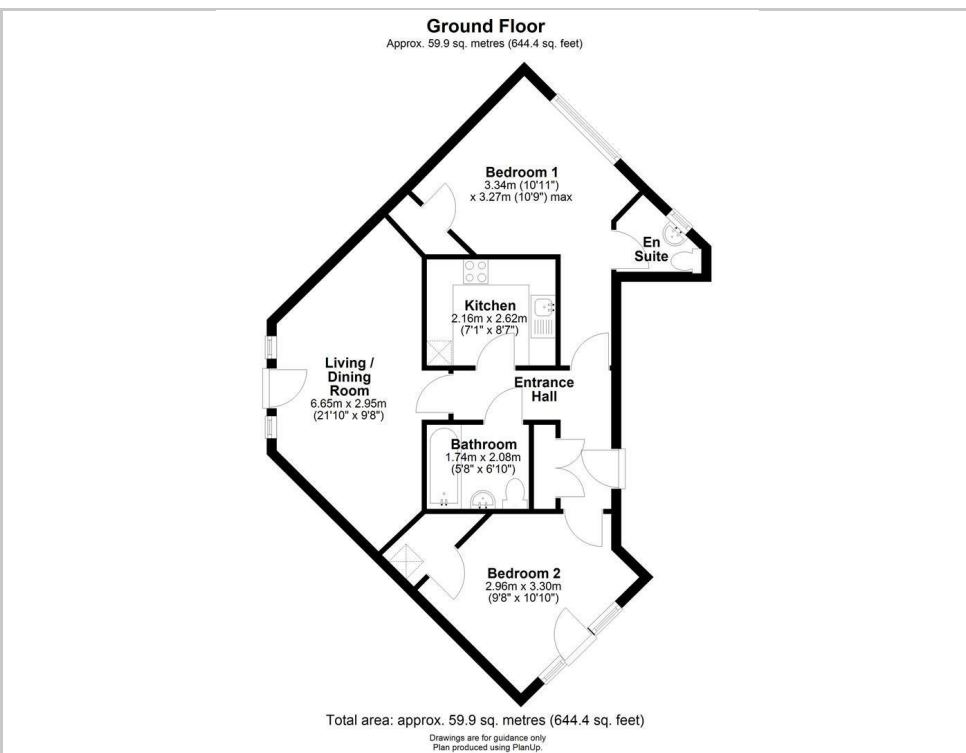 Ground Floor
Approx. 59.9 sq. metres (644.4 sq. feet)
Bedroom 1
3.34m (10'11")
x 3.27m (10'9") max
En
Suite
Kitchen
2.16m x 2.62m
(7'1" x 8'7")
Living /
Dining
Room
6.65m x 2.95m
(21'10" x 9'8")
Entrance
Hall
Bathroom
1.74m x 2.08m
(5'8" x 6'10")
Bedroom 2
2.96m x 3.30m
(9'8" x 10'10")
Total area: approx. 59.9 sq. metres (644.4 sq. feet)
Drawings are for guidance only
Plan produced using PlanUp.